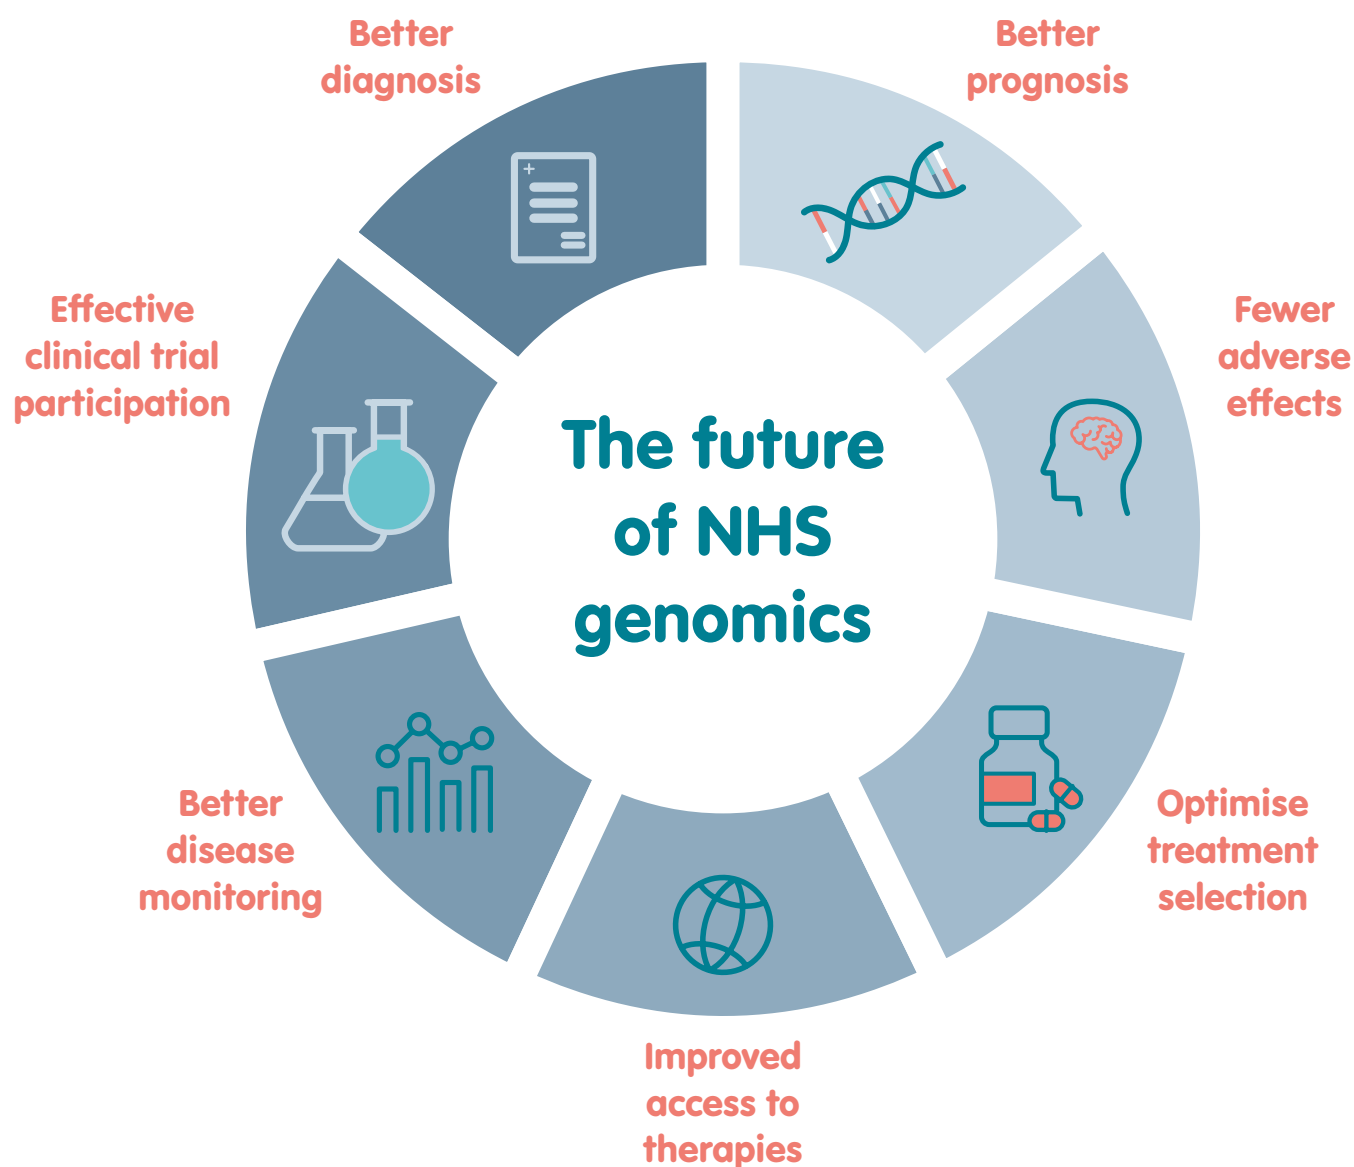 Better
diagnosis
Better
prognosis
Effective
clinical trial
participation
Fewer
adverse
effects
The future
of NHS
genomics
Better
disease
monitoring
Optimise
treatment
selection
Improved
access to
therapies